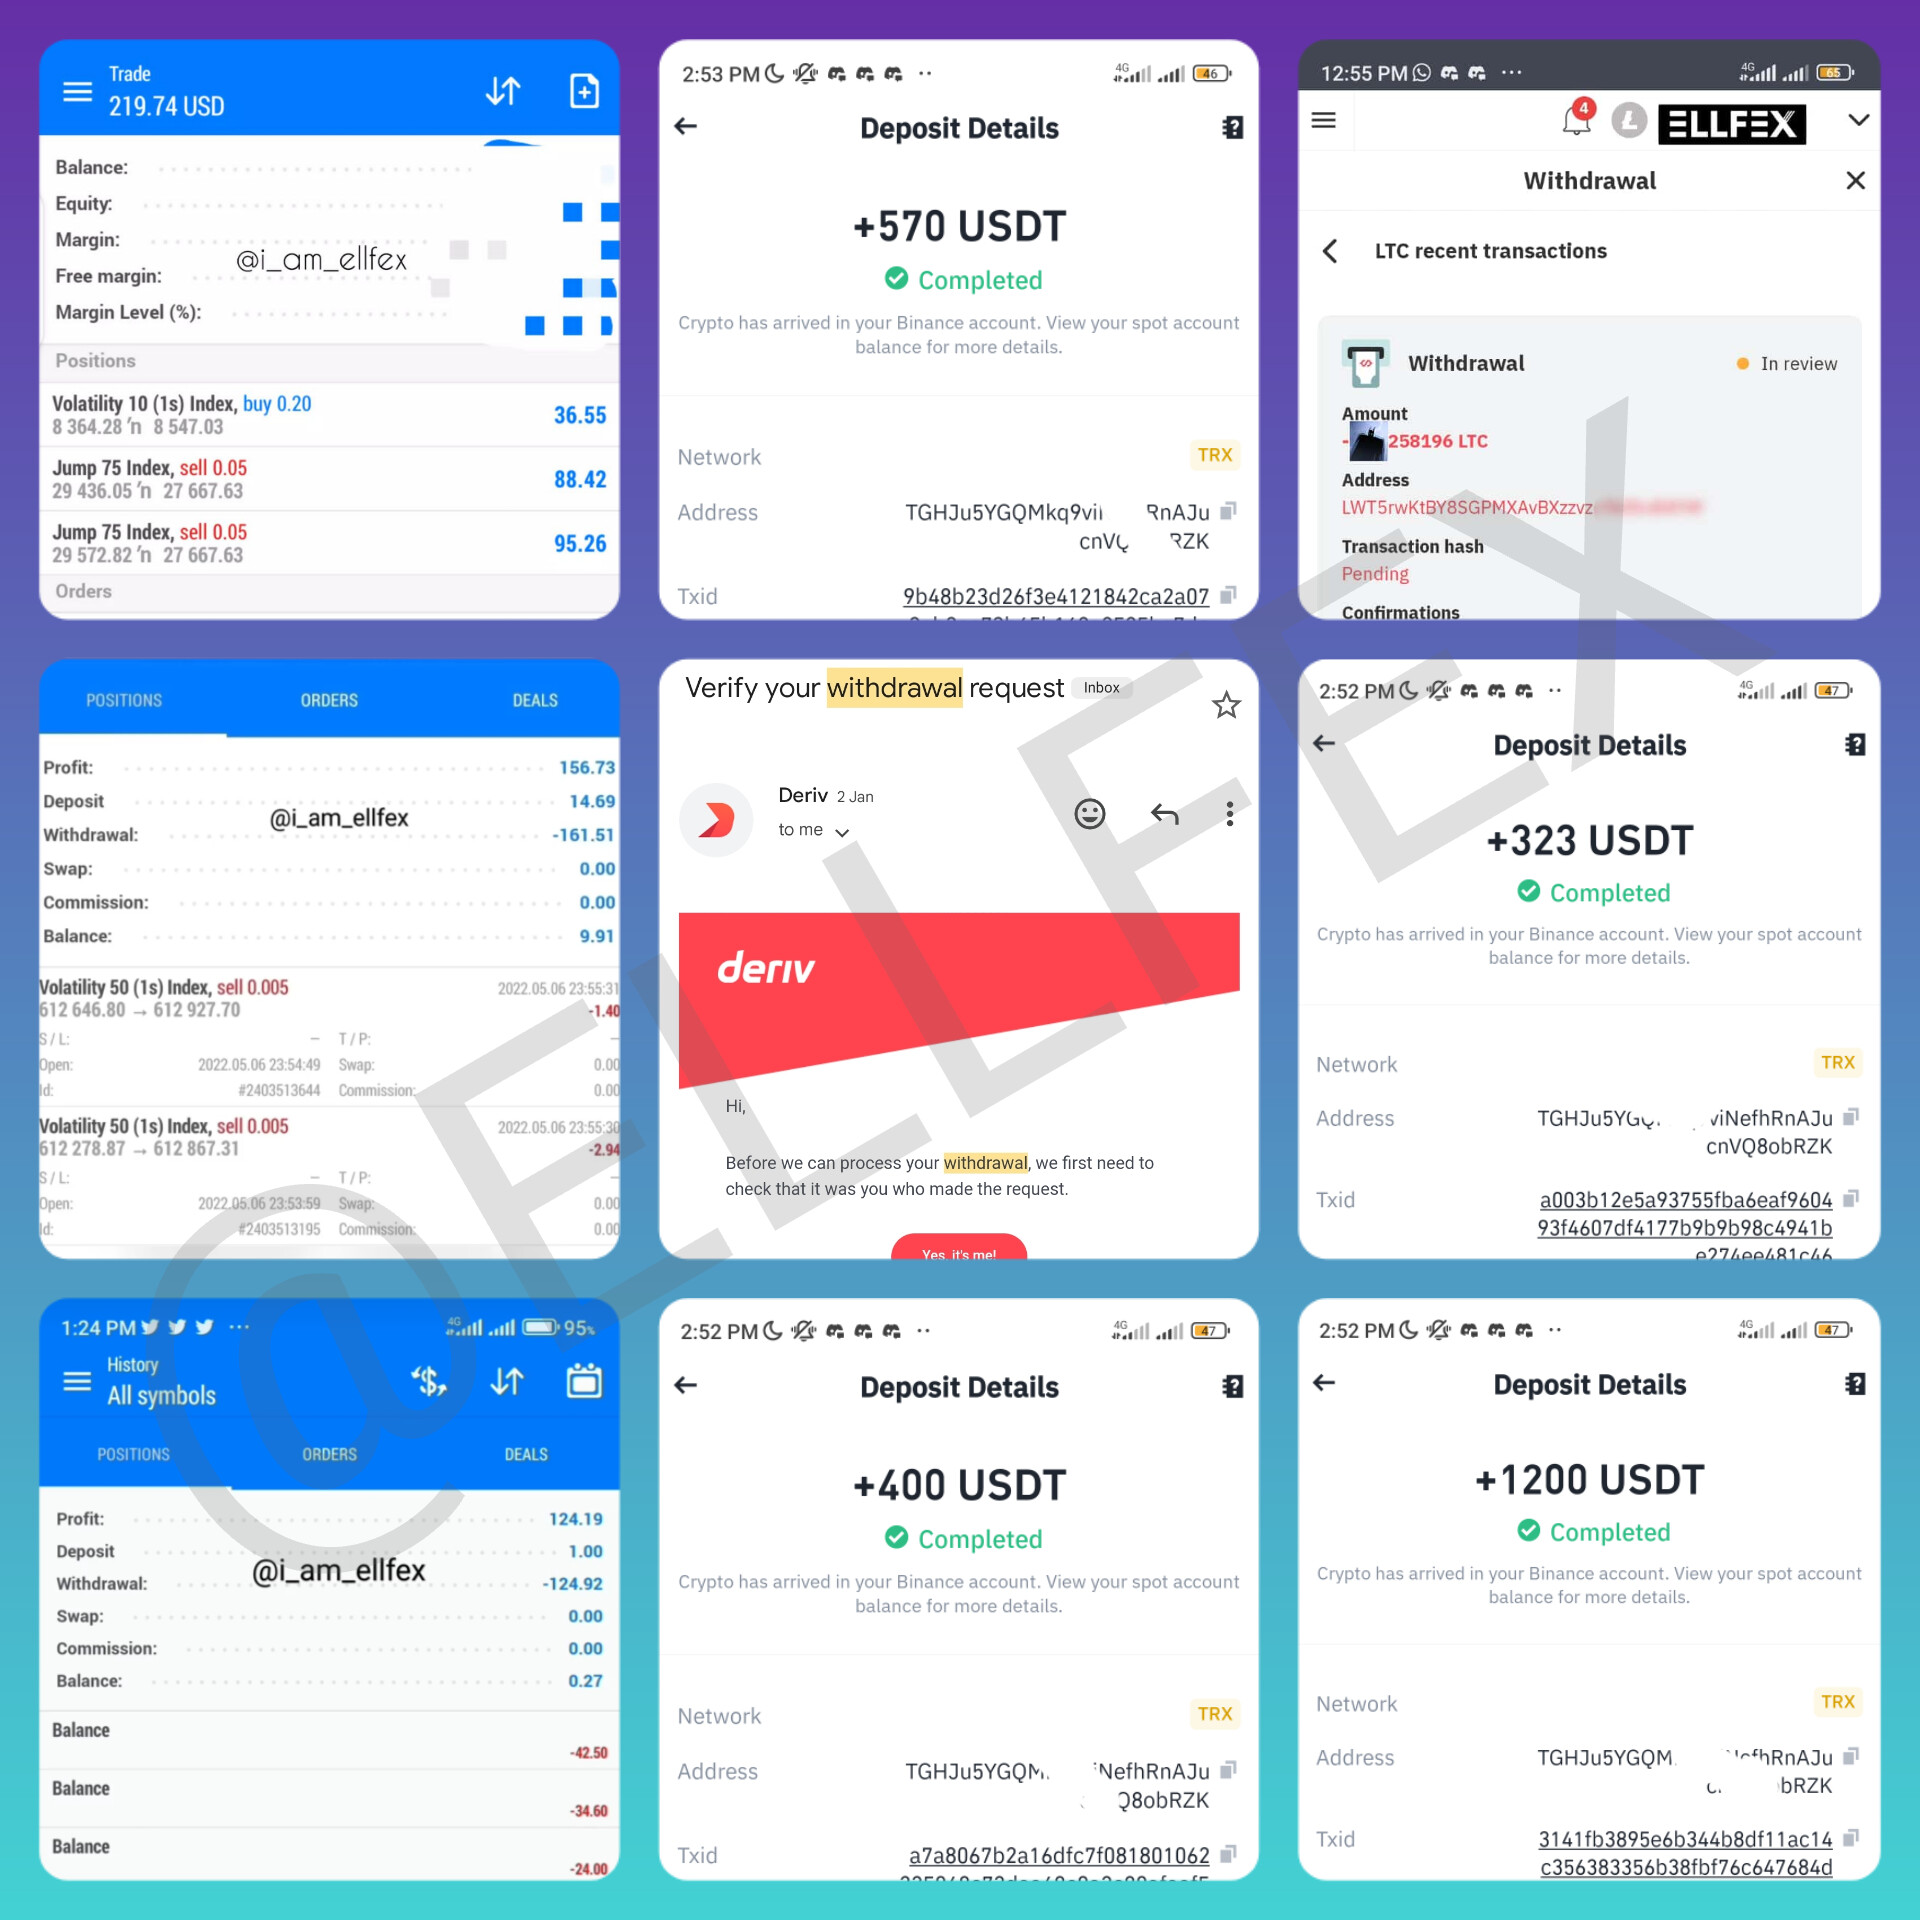 Trade
219.74 USD
Balance:
Equity:
Margin:
@i_am_ellfex
Free margin:
Margin Level (%):
Positions
Volatility 10 (1s) Index, buy 0.20
8 364.28 'n 8 547.03
36.55
Jump 75 Index, sell 0.05
29 436.05 'n 27 667.63
88.42
Jump 75 Index, sell 0.05
29 572.82 'n 27 667.63
95.26
Orders
2:53 PM 4G 46
Deposit Details
+570 USDT
Completed
Crypto has arrived in your Binance account. View your spot account
balance for more details.
Network TRX
Address TGHJu5YGQMkq9vi RnAJu
cnVQ RZK
Txid 9b48b23d26f3e4121842ca2a07
12:55 PM 4G 65
4 ELLFEX
Withdrawal
LTC recent transactions
Withdrawal In review
Amount
- 258196 LTC
Address
LWT5rwKtBY8SGPMXAvBXzzvz
Transaction hash
Pending
Confirmations
POSITIONS ORDERS DEALS
Profit: 156.73
Deposit 14.69
@i_am_ellfex
Withdrawal: -161.51
Swap: 0.00
Commission: 0.00
Balance: 9.91
Volatility 50 (1s) Index, sell 0.005 2022.05.06 23:55:31
612 646.80 → 612 927.70 -1.40
S / L: – T / P: –
Open: 2022.05.06 23:54:49 Swap: 0.00
Id: #2403513644 Commission: 0.00
Volatility 50 (1s) Index, sell 0.005 2022.05.06 23:55:30
612 278.87 → 612 867.31 -2.94
S / L: – T / P: –
Open: 2022.05.06 23:53:59 Swap: 0.00
Id: #2403513195 Commission: 0.00
Verify your withdrawal request Inbox
Deriv 2 Jan
to me
deriv
Hi,
Before we can process your withdrawal, we first need to
check that it was you who made the request.
Yes, it's me!
2:52 PM 4G 47
Deposit Details
+323 USDT
Completed
Crypto has arrived in your Binance account. View your spot account
balance for more details.
Network TRX
Address TGHJu5YGQ viNefhRnAJu
cnVQ8obRZK
Txid a003b12e5a93755fba6eaf9604
93f4607df4177b9b9b98c4941b
e274ee481c46
1:24 PM 4G 95%
History
All symbols
POSITIONS ORDERS DEALS
Profit: 124.19
Deposit 1.00
@i_am_ellfex
Withdrawal: -124.92
Swap: 0.00
Commission: 0.00
Balance: 0.27
Balance
-42.50
Balance
-34.60
Balance
-24.00
2:52 PM 4G 47
Deposit Details
+400 USDT
Completed
Crypto has arrived in your Binance account. View your spot account
balance for more details.
Network TRX
Address TGHJu5YGQM NefhRnAJu
Q8obRZK
Txid a7a8067b2a16dfc7f081801062
2:52 PM 4G 47
Deposit Details
+1200 USDT
Completed
Crypto has arrived in your Binance account. View your spot account
balance for more details.
Network TRX
Address TGHJu5YGQM efhRnAJu
bRZK
Txid 3141fb3895e6b344b8df11ac14
c356383356b38fbf76c647684d
@ELLFEX